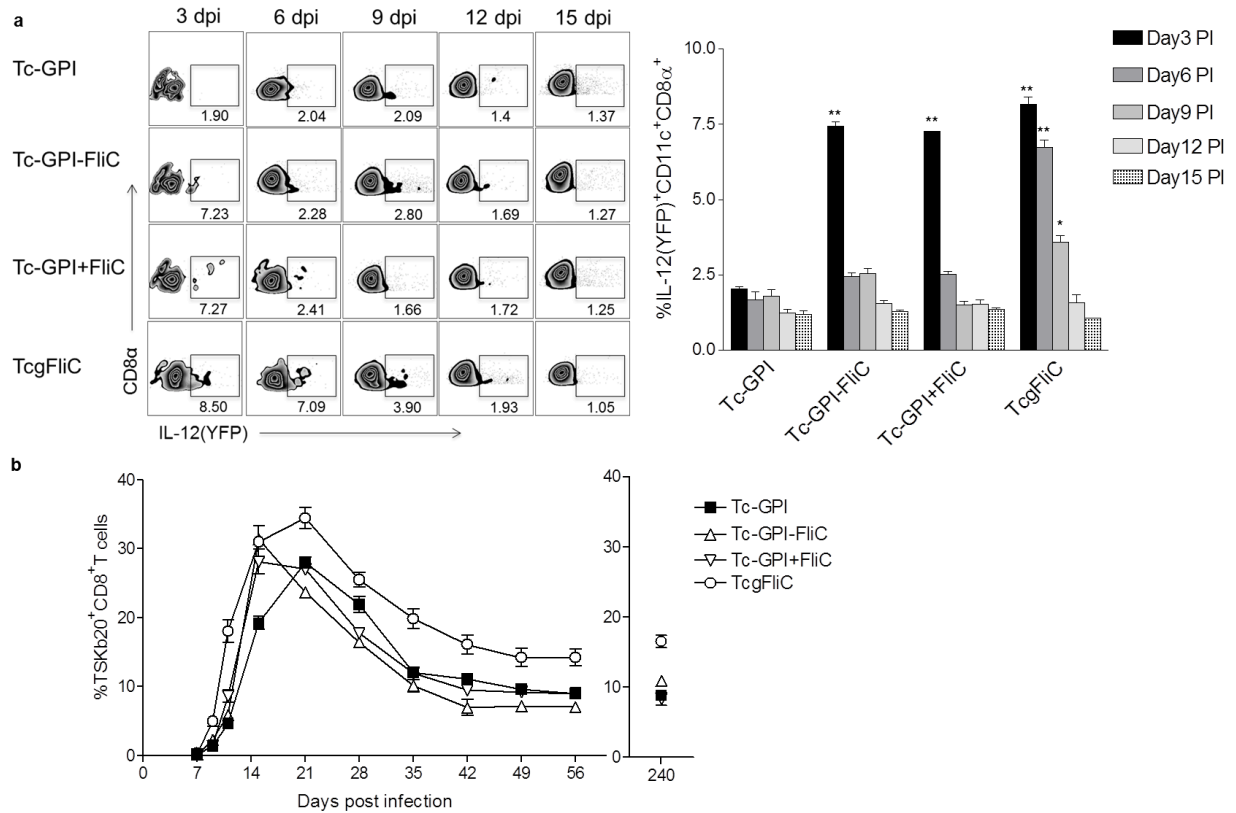 a
3 dpi 6 dpi 9 dpi 12 dpi 15 dpi
Tc-GPI
1.90 2.04 2.09 1.4 1.37
Tc-GPI-FliC
7.23 2.28 2.80 1.69 1.27
Tc-GPI+FliC
7.27 2.41 1.66 1.72 1.25
TcgFliC
8.50 7.09 3.90 1.93 1.05
CD8α
IL-12(YFP)
%IL-12(YFP)⁺CD11c⁺CD8α⁺
10.0
7.5
5.0
2.5
0.0
** ** ** ** *
Tc-GPI Tc-GPI-FliC Tc-GPI+FliC TcgFliC
Day3 PI
Day6 PI
Day9 PI
Day12 PI
Day15 PI
b
%TSKb20⁺CD8⁺T cells
40
30
20
10
0
0 7 14 21 28 35 42 49 56
Days post infection
40
30
20
10
0
240
Tc-GPI
Tc-GPI-FliC
Tc-GPI+FliC
TcgFliC